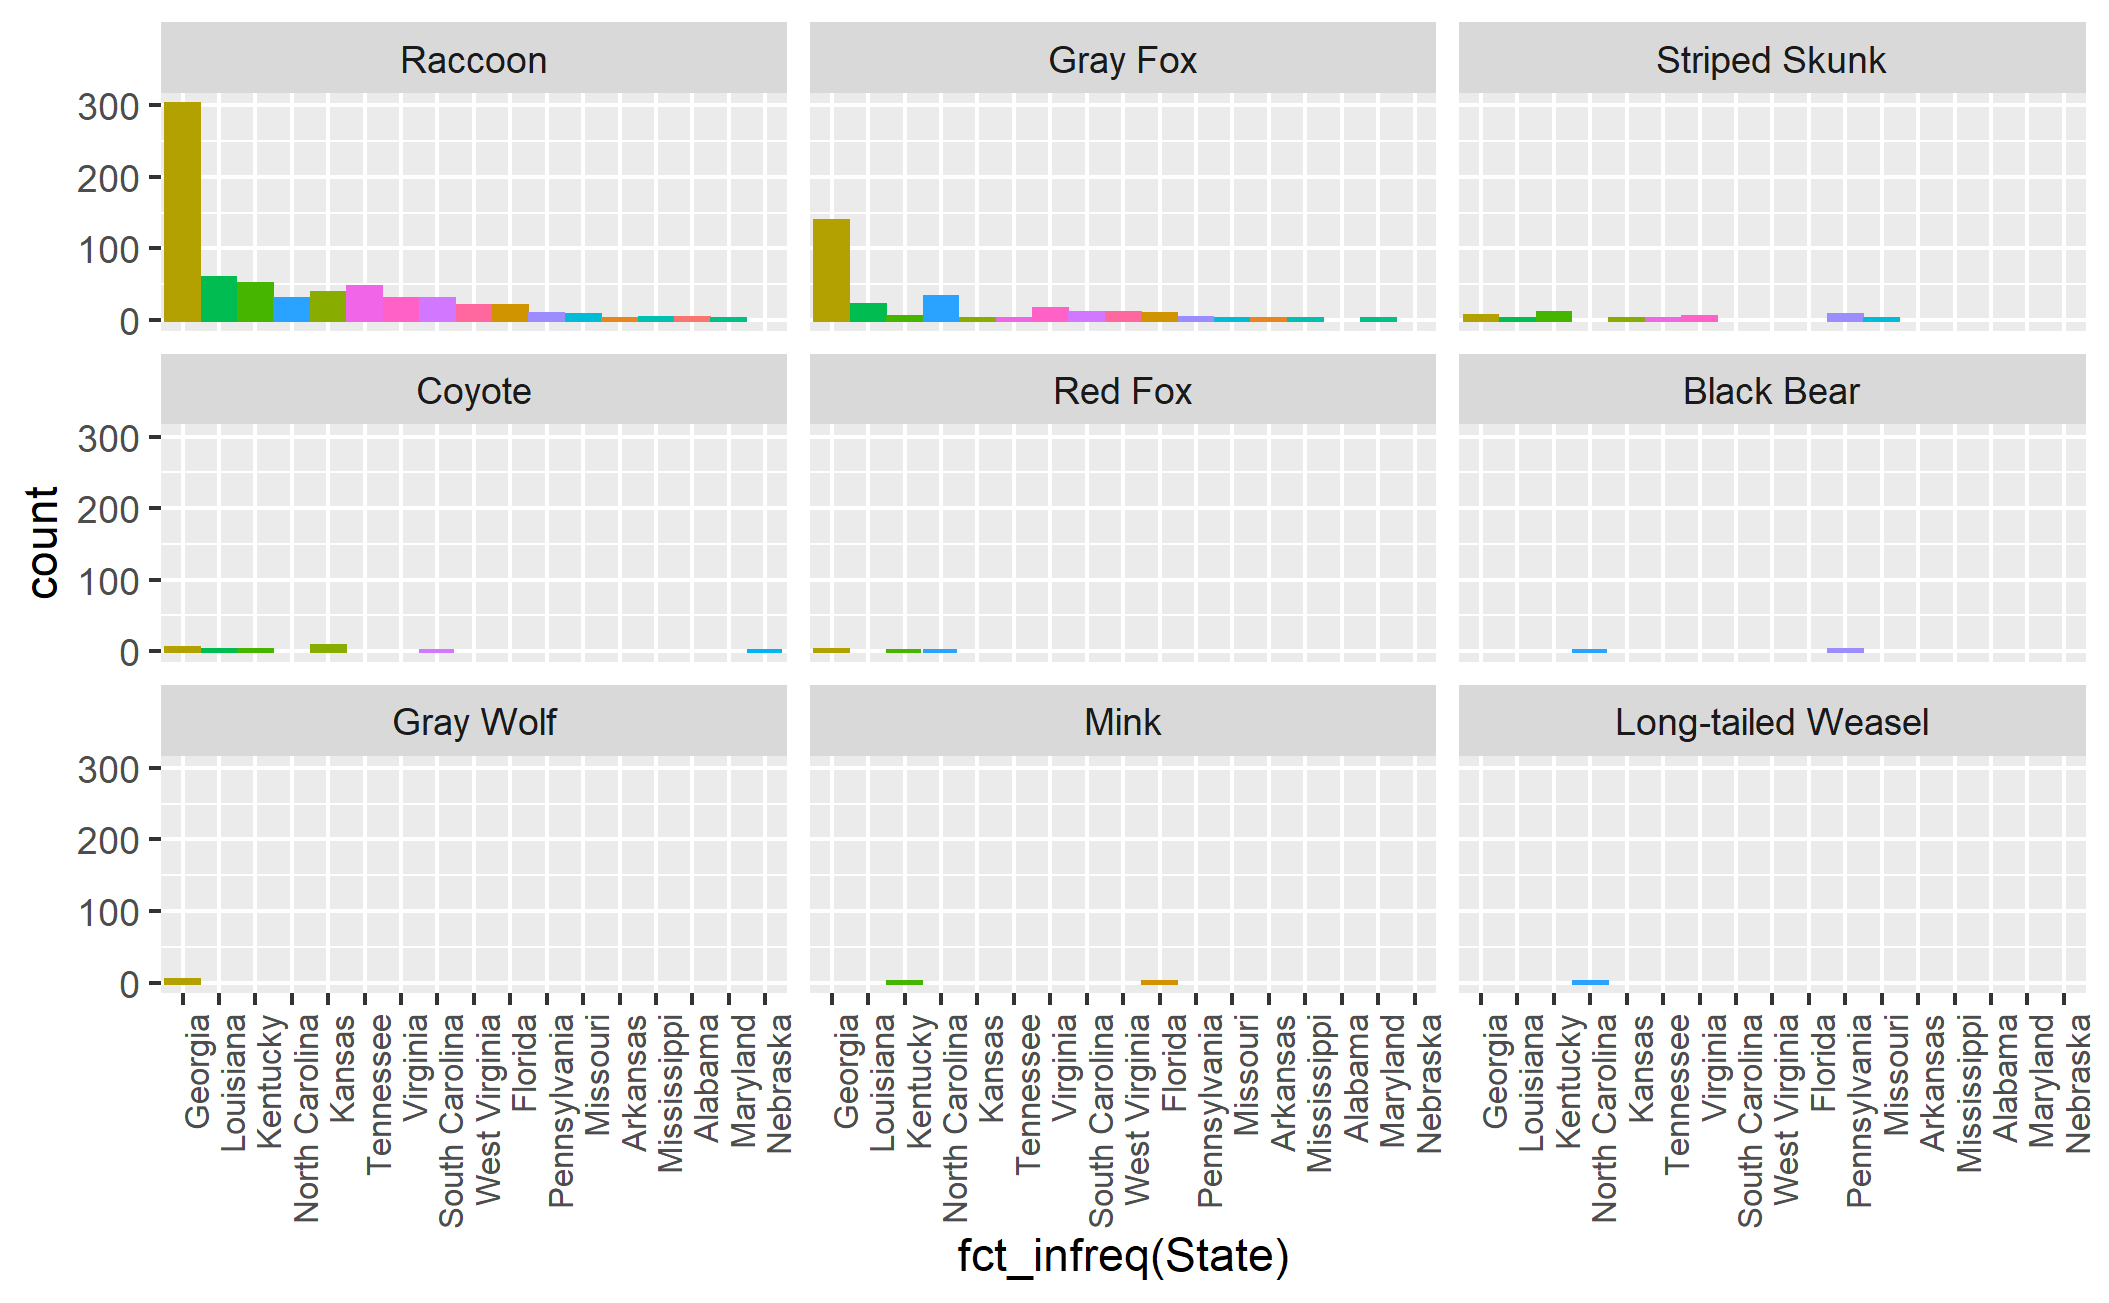 Raccoon Gray Fox Striped Skunk
300
200
100
0
Coyote Red Fox Black Bear
300
200
100
0
count
Gray Wolf Mink Long-tailed Weasel
300
200
100
0
Georgia
Louisiana
Kentucky
North Carolina
Kansas
Tennessee
Virginia
South Carolina
West Virginia
Florida
Pennsylvania
Missouri
Arkansas
Mississippi
Alabama
Maryland
Nebraska
Georgia
Louisiana
Kentucky
North Carolina
Kansas
Tennessee
Virginia
South Carolina
West Virginia
Florida
Pennsylvania
Missouri
Arkansas
Mississippi
Alabama
Maryland
Nebraska
Georgia
Louisiana
Kentucky
North Carolina
Kansas
Tennessee
Virginia
South Carolina
West Virginia
Florida
Pennsylvania
Missouri
Arkansas
Mississippi
Alabama
Maryland
Nebraska
fct_infreq(State)